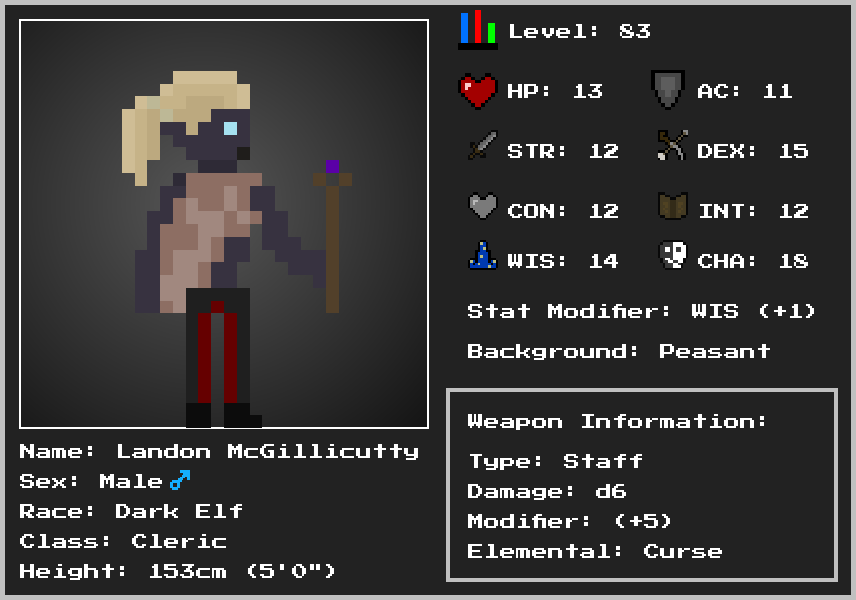 Level: 83
HP: 13 AC: 11
STR: 12 DEX: 15
CON: 12 INT: 12
WIS: 14 CHA: 18
Stat Modifier: WIS (+1)
Background: Peasant
Weapon Information:
Type: Staff
Damage: d6
Modifier: (+5)
Elemental: Curse
Name: Landon McGillicutty
Sex: Male♂
Race: Dark Elf
Class: Cleric
Height: 153cm (5'0")